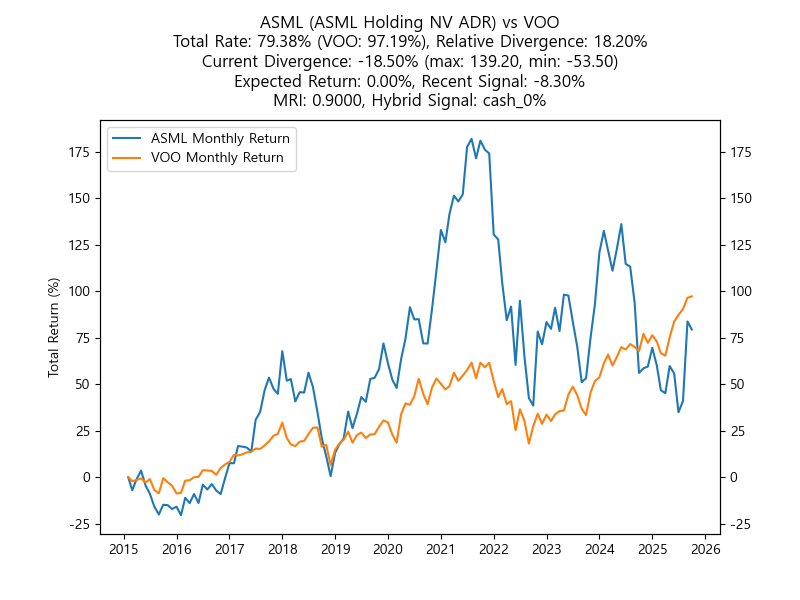 ASML (ASML Holding NV ADR) vs VOO
Total Rate: 79.38% (VOO: 97.19%), Relative Divergence: 18.20%
Current Divergence: -18.50% (max: 139.20, min: -53.50)
Expected Return: 0.00%, Recent Signal: -8.30%
MRI: 0.9000, Hybrid Signal: cash_0%
ASML Monthly Return
VOO Monthly Return
Total Return (%)
175
150
125
100
75
50
25
0
-25
175
150
125
100
75
50
25
0
-25
2015 2016 2017 2018 2019 2020 2021 2022 2023 2024 2025 2026